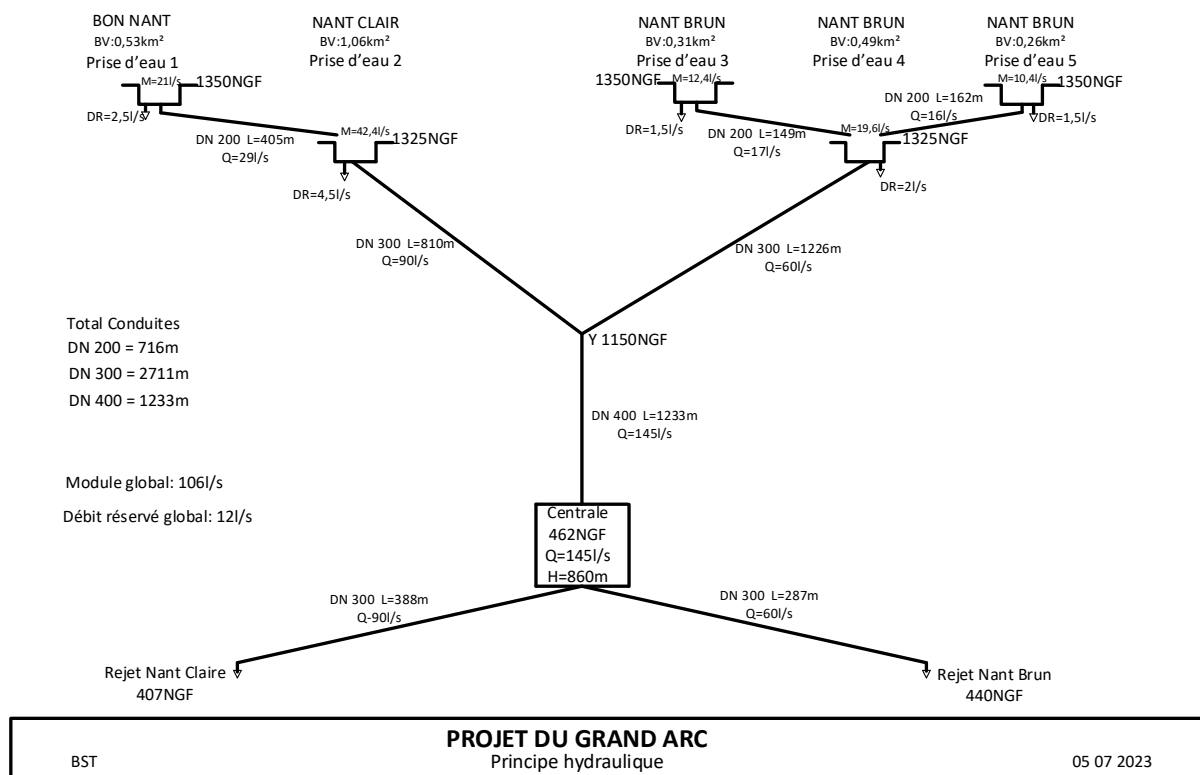 BON NANT
BV:0,53km²
Prise d'eau 1
M=21l/s
1350NGF
DR=2,5l/s
DN 200 L=405m
Q=29l/s
NANT CLAIR
BV:1,06km²
Prise d'eau 2
M=42,4l/s
1325NGF
DR=4,5l/s
NANT BRUN
BV:0,31km²
Prise d'eau 3
1350NGF
M=12,4l/s
DR=1,5l/s
DN 200 L=149m
Q=17l/s
NANT BRUN
BV:0,49km²
Prise d'eau 4
M=19,6l/s
1325NGF
DR=2l/s
NANT BRUN
BV:0,26km²
Prise d'eau 5
M=10,4l/s
1350NGF
DN 200 L=162m
Q=16l/s
DR=1,5l/s
DN 300 L=810m
Q=90l/s
DN 300 L=1226m
Q=60l/s
Total Conduites
DN 200 = 716m
DN 300 = 2711m
DN 400 = 1233m
Y 1150NGF
DN 400 L=1233m
Q=145l/s
Module global: 106l/s
Débit réservé global: 12l/s
Centrale
462NGF
Q=145l/s
H=860m
DN 300 L=388m
Q-90l/s
DN 300 L=287m
Q=60l/s
Rejet Nant Claire
407NGF
Rejet Nant Brun
440NGF
PROJET DU GRAND ARC
BST
Principe hydraulique
05 07 2023